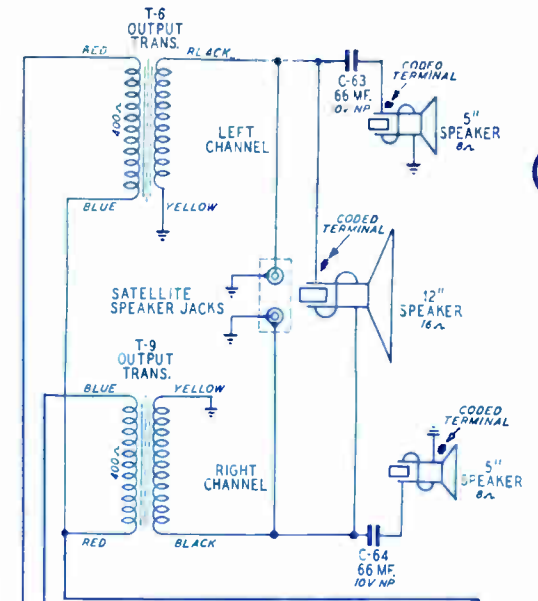 T-6
OUTPUT
TRANS.
RED
BLACK
400Ω
BLUE
YELLOW
LEFT
CHANNEL
C-63
66 MF.
0v NP
CODED
TERMINAL
5"
SPEAKER
8Ω
CODED
TERMINAL
12"
SPEAKER
16Ω
SATELLITE
SPEAKER JACKS
T-9
OUTPUT
TRANS.
BLUE
YELLOW
400Ω
RED
BLACK
RIGHT
CHANNEL
C-64
66 MF.
10V NP
CODED
TERMINAL
5"
SPEAKER
8Ω